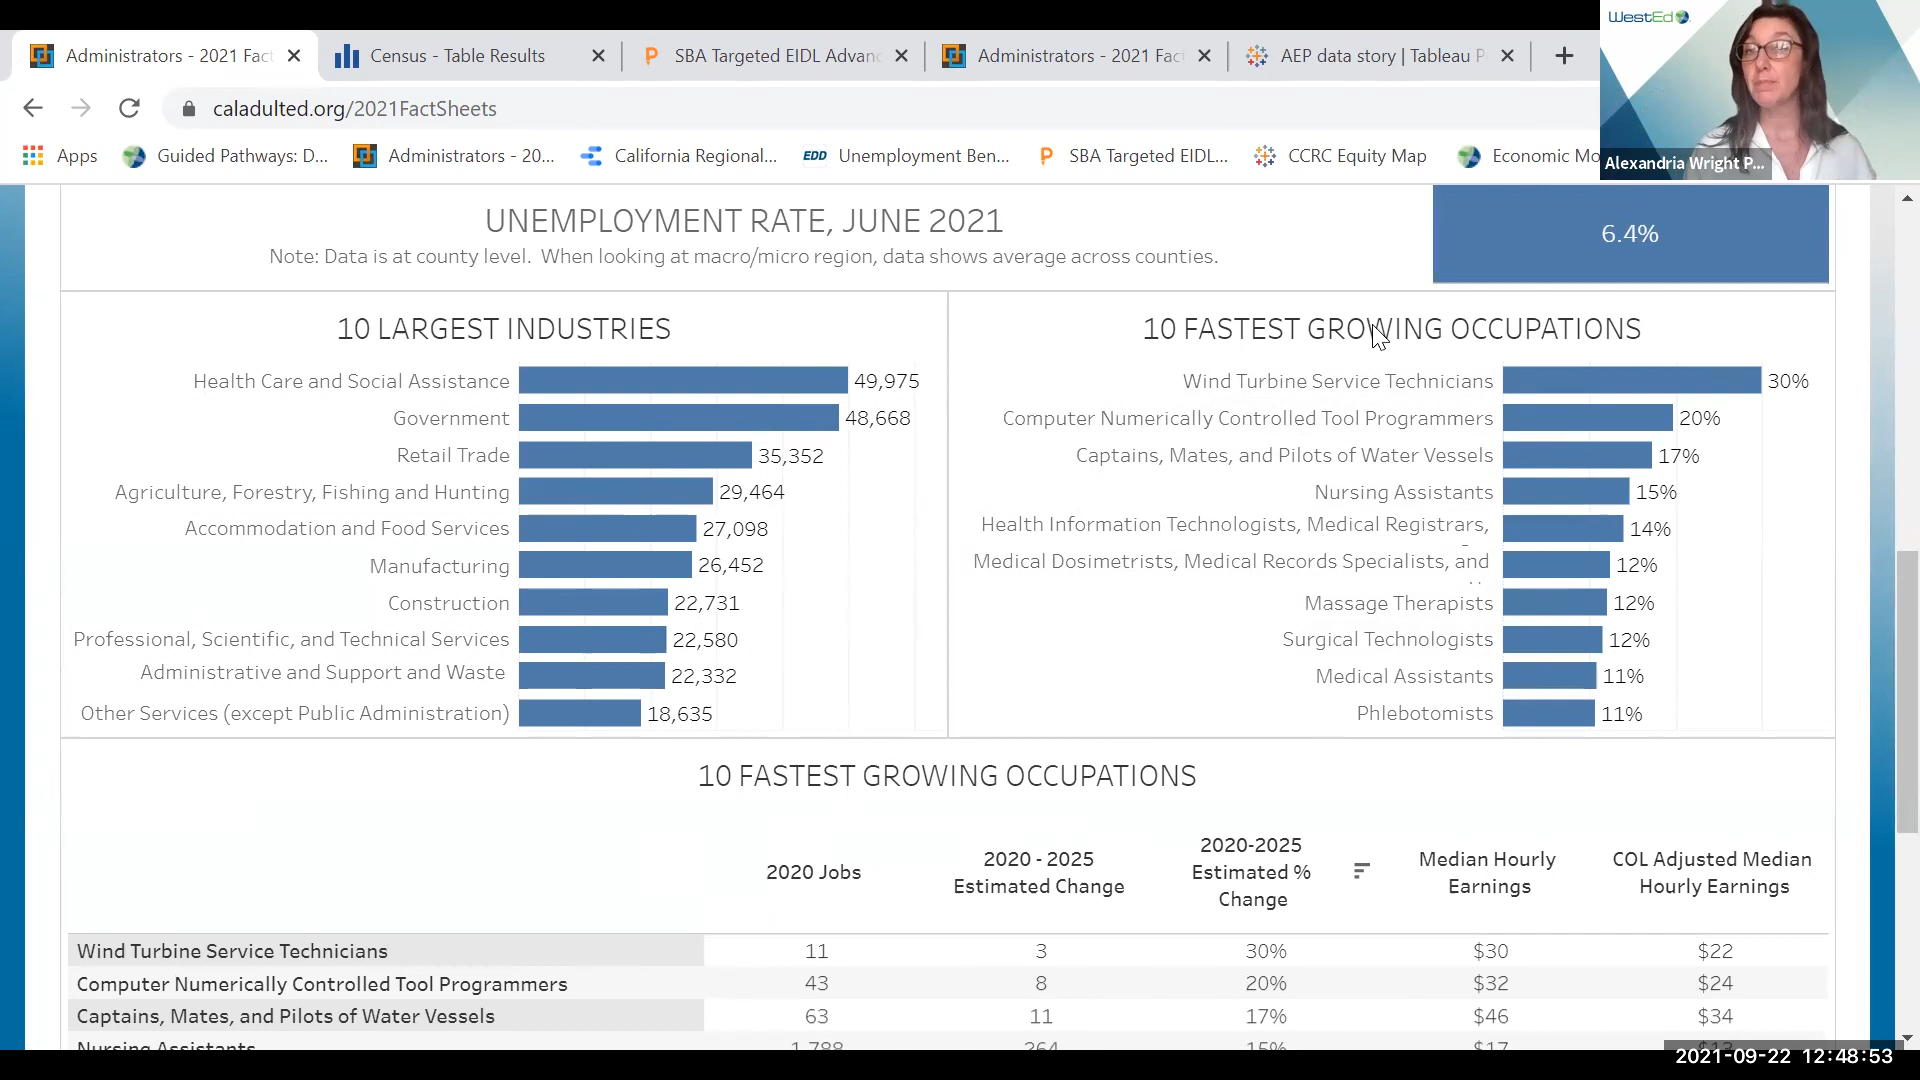 WestEd
Administrators - 2021 Fact
Census - Table Results
SBA Targeted EIDL Advanc
Administrators - 2021 Fac
AEP data story | Tableau P
caladulted.org/2021FactSheets
Apps
Guided Pathways: D...
Administrators - 20...
California Regional...
EDD
Unemployment Ben...
SBA Targeted EIDL...
CCRC Equity Map
Economic Mo
Alexandria Wright P...
UNEMPLOYMENT RATE, JUNE 2021
Note: Data is at county level. When looking at macro/micro region, data shows average across counties.
6.4%
10 LARGEST INDUSTRIES
Health Care and Social Assistance 49,975
Government 48,668
Retail Trade 35,352
Agriculture, Forestry, Fishing and Hunting 29,464
Accommodation and Food Services 27,098
Manufacturing 26,452
Construction 22,731
Professional, Scientific, and Technical Services 22,580
Administrative and Support and Waste 22,332
Other Services (except Public Administration) 18,635
10 FASTEST GROWING OCCUPATIONS
Wind Turbine Service Technicians 30%
Computer Numerically Controlled Tool Programmers 20%
Captains, Mates, and Pilots of Water Vessels 17%
Nursing Assistants 15%
Health Information Technologists, Medical Registrars, 14%
Medical Dosimetrists, Medical Records Specialists, and 12%
Massage Therapists 12%
Surgical Technologists 12%
Medical Assistants 11%
Phlebotomists 11%
10 FASTEST GROWING OCCUPATIONS
2020 Jobs
2020 - 2025
Estimated Change
2020-2025
Estimated %
Change
Median Hourly
Earnings
COL Adjusted Median
Hourly Earnings
Wind Turbine Service Technicians 11 3 30% $30 $22
Computer Numerically Controlled Tool Programmers 43 8 20% $32 $24
Captains, Mates, and Pilots of Water Vessels 63 11 17% $46 $34
Nursing Assistants 1,788 264 15% $17
2021-09-22 12:48:53